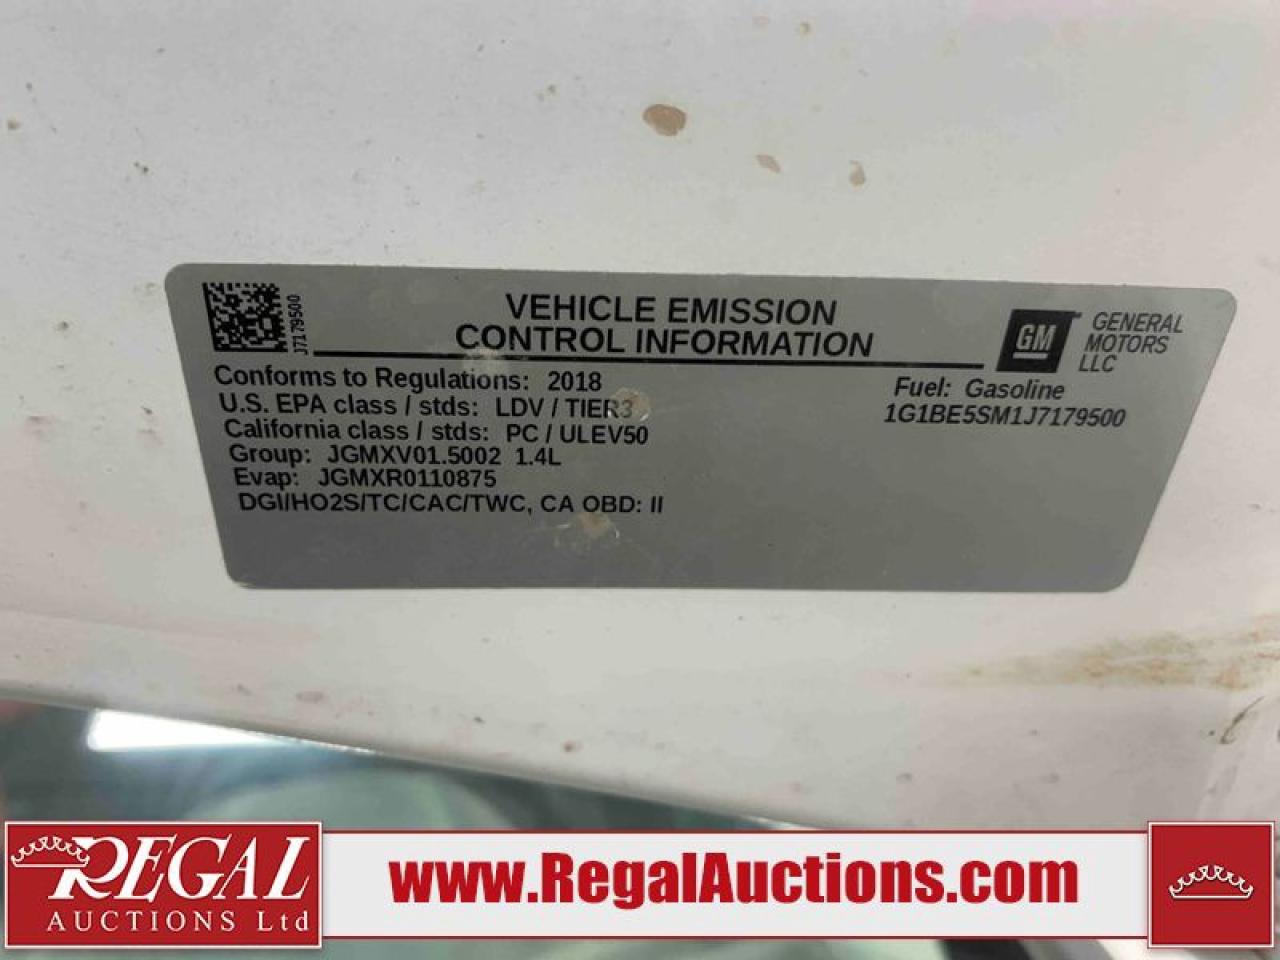 J7179500
VEHICLE EMISSION
CONTROL INFORMATION
GM
GENERAL
MOTORS
LLC
Conforms to Regulations: 2018
U.S. EPA class / stds: LDV / TIER3
California class / stds: PC / ULEV50
Group: JGMXV01.5002 1.4L
Evap: JGMXR0110875
DGI/HO2S/TC/CAC/TWC, CA OBD: II
Fuel: Gasoline
1G1BE5SM1J7179500
REGAL
AUCTIONS Ltd
www.RegalAuctions.com